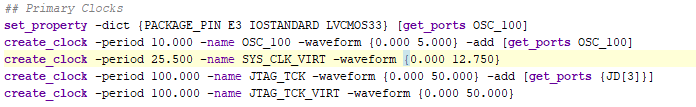 ## Primary Clocks
set_property -dict {PACKAGE_PIN E3 IOSTANDARD LVCMOS33} [get_ports OSC_100]
create_clock -period 10.000 -name OSC_100 -waveform {0.000 5.000} -add [get_ports OSC_100]
create_clock -period 25.500 -name SYS_CLK_VIRT -waveform {0.000 12.750}
create_clock -period 100.000 -name JTAG_TCK -waveform {0.000 50.000} -add [get_ports {JD[3]}]
create_clock -period 100.000 -name JTAG_TCK_VIRT -waveform {0.000 50.000}